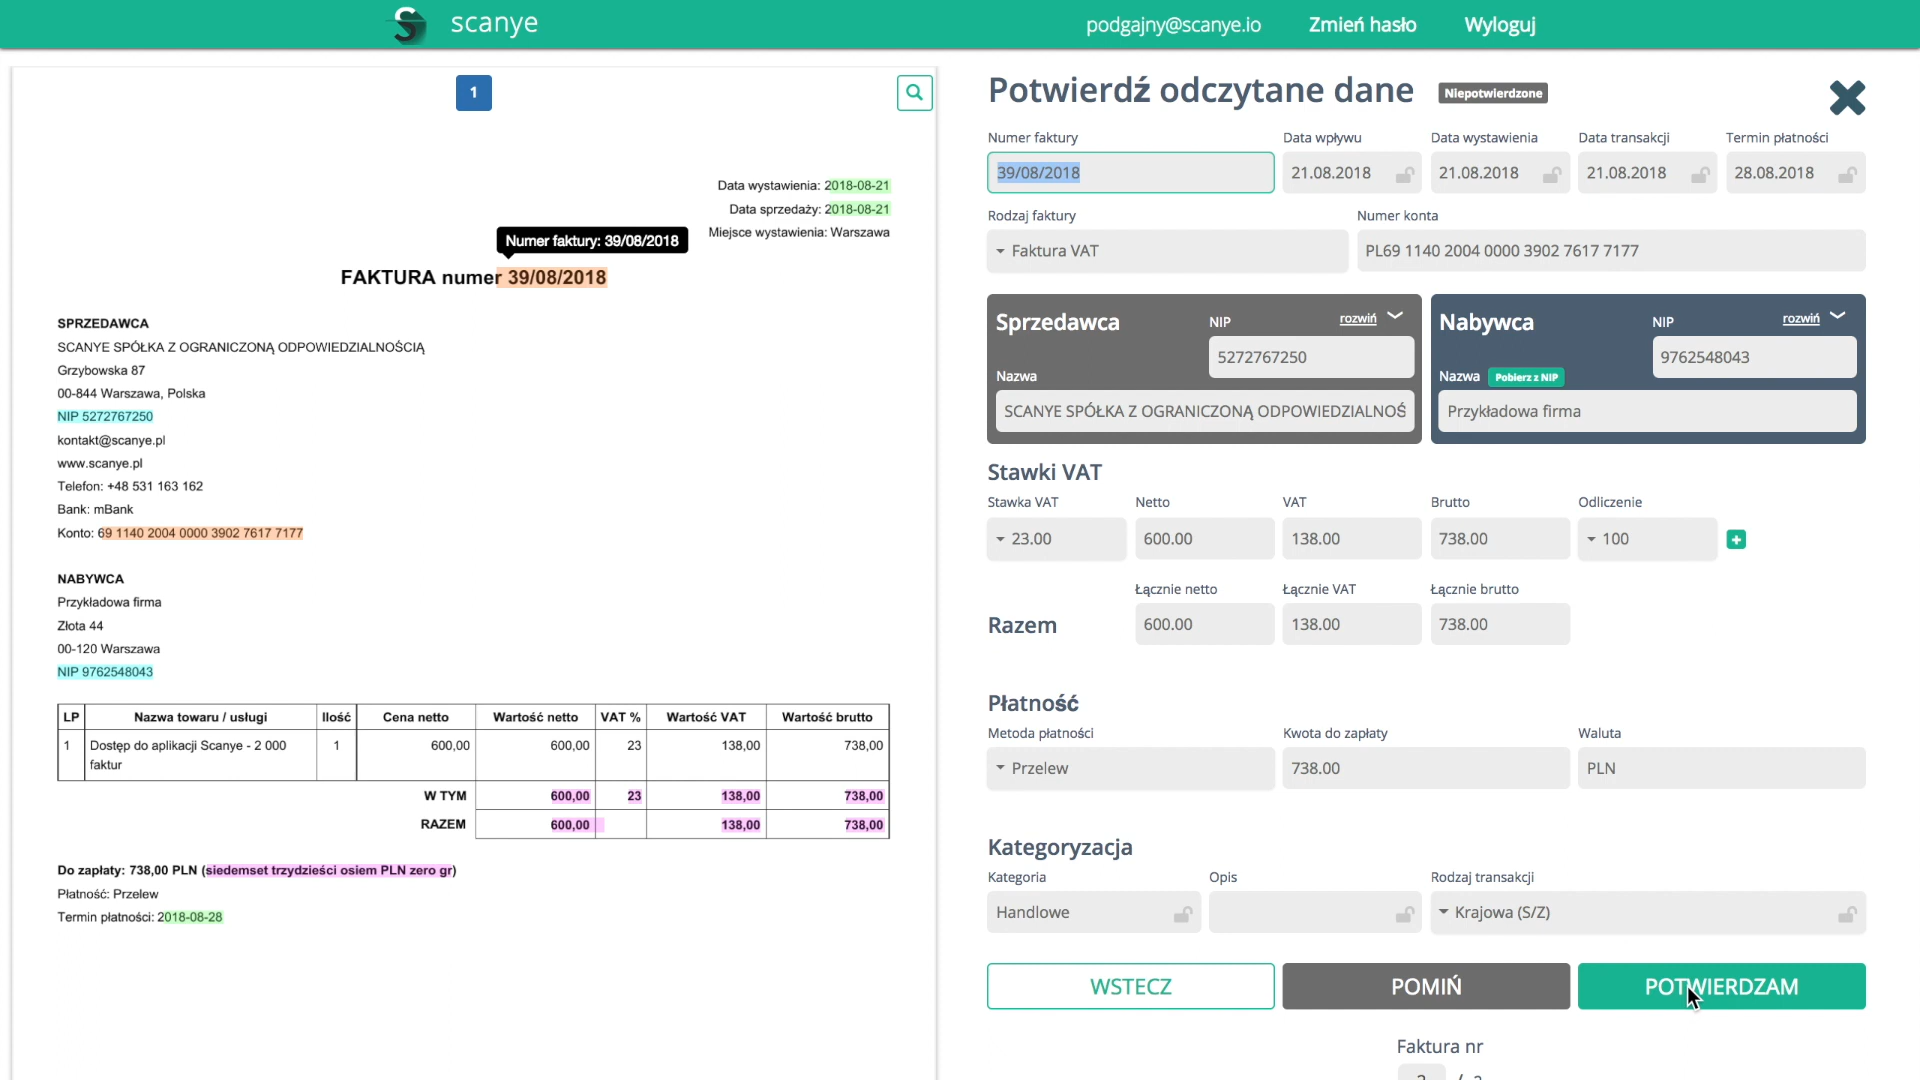 scanye
podgajny@scanye.io Zmień hasło Wyloguj
1
Data wystawienia: 2018-08-21
Data sprzedaży: 2018-08-21
Miejsce wystawienia: Warszawa
Numer faktury: 39/08/2018
FAKTURA numer 39/08/2018
SPRZEDAWCA
SCANYE SPÓŁKA Z OGRANICZONĄ ODPOWIEDZIALNOŚCIĄ
Grzybowska 87
00-844 Warszawa, Polska
NIP 5272767250
kontakt@scanye.pl
www.scanye.pl
Telefon: +48 531 163 162
Bank: mBank
Konto: 69 1140 2004 0000 3902 7617 7177
NABYWCA
Przykładowa firma
Złota 44
00-120 Warszawa
NIP 9762548043
LP Nazwa towaru / usługi Ilość Cena netto Wartość netto VAT % Wartość VAT Wartość brutto
1 Dostęp do aplikacji Scanye - 2 000 1 600,00 600,00 23 138,00 738,00
faktur
W TYM 600,00 23 138,00 738,00
RAZEM 600,00 138,00 738,00
Do zapłaty: 738,00 PLN (siedemset trzydzieści osiem PLN zero gr)
Płatność: Przelew
Termin płatności: 2018-08-28
Potwierdź odczytane dane Niepotwierdzone
Numer faktury Data wpływu Data wystawienia Data transakcji Termin płatności
39/08/2018 21.08.2018 21.08.2018 21.08.2018 28.08.2018
Rodzaj faktury Numer konta
Faktura VAT PL69 1140 2004 0000 3902 7617 7177
Sprzedawca NIP rozwiń
5272767250
Nazwa
SCANYE SPÓŁKA Z OGRANICZONĄ ODPOWIEDZIALNOŚ
Nabywca NIP rozwiń
9762548043
Nazwa Pobierz z NIP
Przykładowa firma
Stawki VAT
Stawka VAT Netto VAT Brutto Odliczenie
23.00 600.00 138.00 738.00 100
Łącznie netto Łącznie VAT Łącznie brutto
Razem 600.00 138.00 738.00
Płatność
Metoda płatności Kwota do zapłaty Waluta
Przelew 738.00 PLN
Kategoryzacja
Kategoria Opis Rodzaj transakcji
Handlowe Krajowa (S/Z)
WSTECZ POMIŃ POTWIERDZAM
Faktura nr